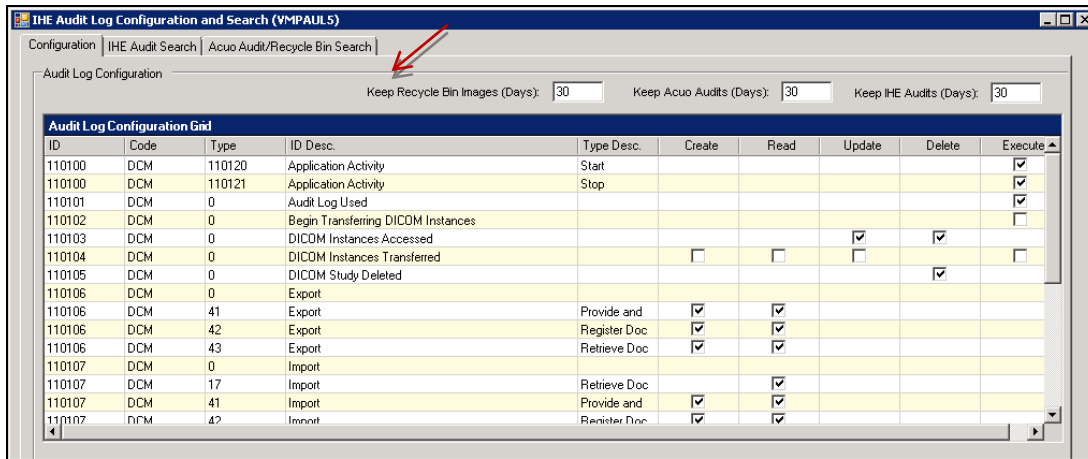 IHE Audit Log Configuration and Search (VMPAUL5)
Configuration IHE Audit Search Acuo Audit/Recycle Bin Search
Audit Log Configuration
Keep Recycle Bin Images (Days): 30 Keep Acuo Audits (Days): 30 Keep IHE Audits (Days): 30
Audit Log Configuration Grid
ID Code Type ID Desc. Type Desc. Create Read Update Delete Execute
110100 DCM 110120 Application Activity Start
110100 DCM 110121 Application Activity Stop
110101 DCM 0 Audit Log Used
110102 DCM 0 Begin Transferring DICOM Instances
110103 DCM 0 DICOM Instances Accessed
110104 DCM 0 DICOM Instances Transferred
110105 DCM 0 DICOM Study Deleted
110106 DCM 0 Export
110106 DCM 41 Export Provide and
110106 DCM 42 Export Register Doc
110106 DCM 43 Export Retrieve Doc
110107 DCM 0 Import
110107 DCM 17 Import Retrieve Doc
110107 DCM 41 Import Provide and
110107 DCM 42 Import Register Doc